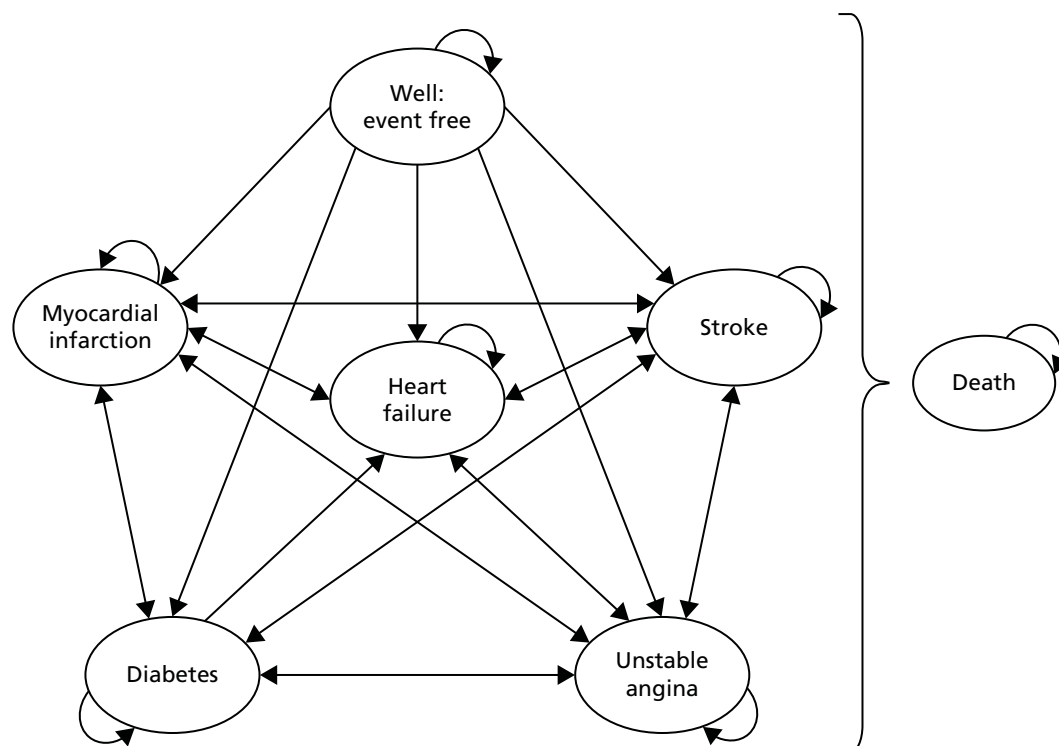 Well:
event free
Myocardial
infarction
Stroke
Heart
failure
Death
Diabetes
Unstable
angina